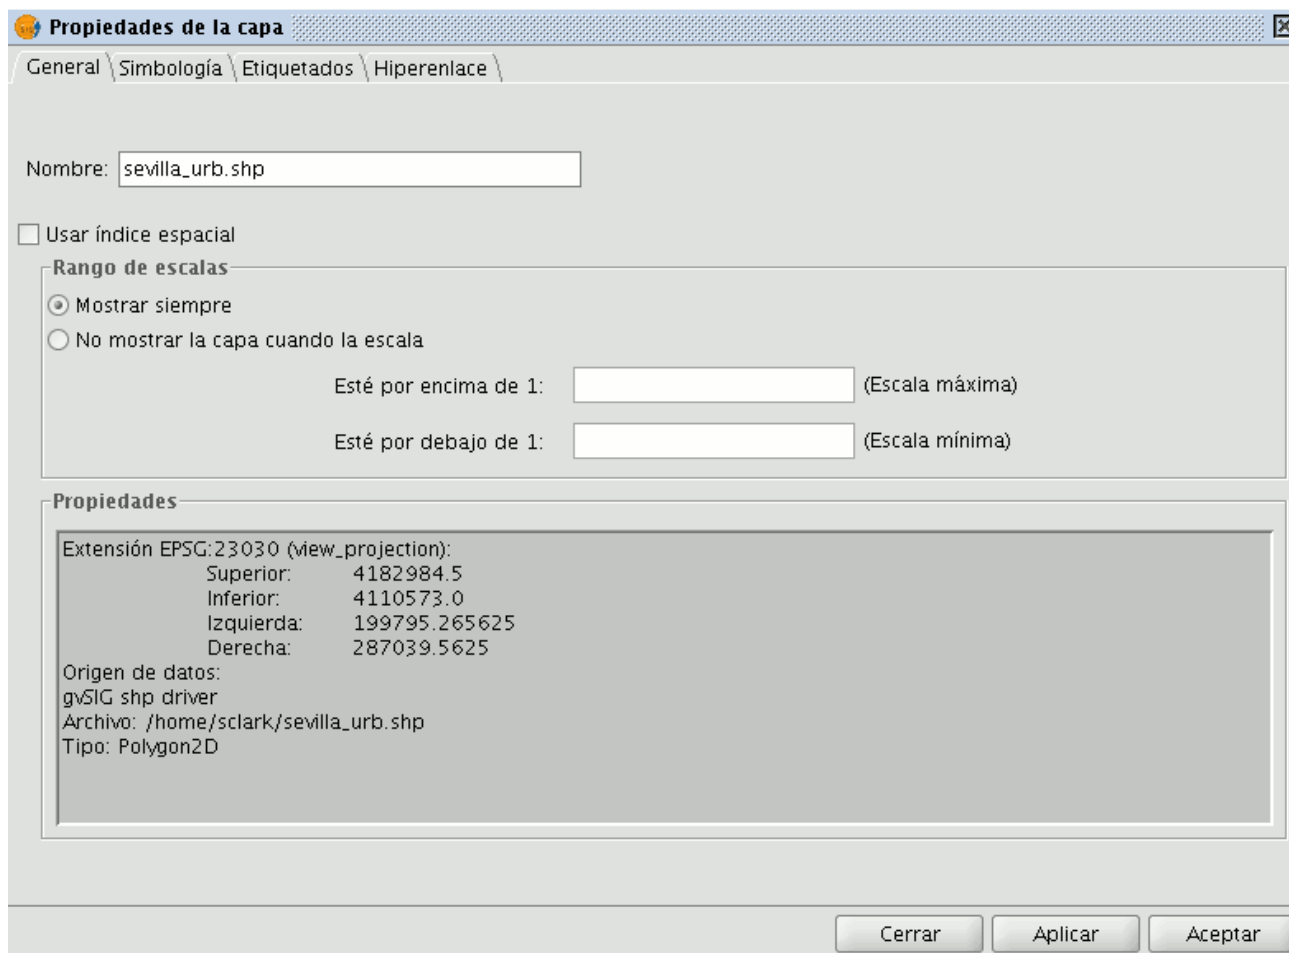 Propiedades de la capa
General Simbología Etiquetados Hiperenlace
Nombre: sevilla_urb.shp
Usar índice espacial
Rango de escalas
Mostrar siempre
No mostrar la capa cuando la escala
Esté por encima de 1: (Escala máxima)
Esté por debajo de 1: (Escala mínima)
Propiedades
Extensión EPSG:23030 (view_projection):
Superior: 4182984.5
Inferior: 4110573.0
Izquierda: 199795.265625
Derecha: 287039.5625
Origen de datos:
gvSIG shp driver
Archivo: /home/sclark/sevilla_urb.shp
Tipo: Polygon2D
Cerrar Aplicar Aceptar